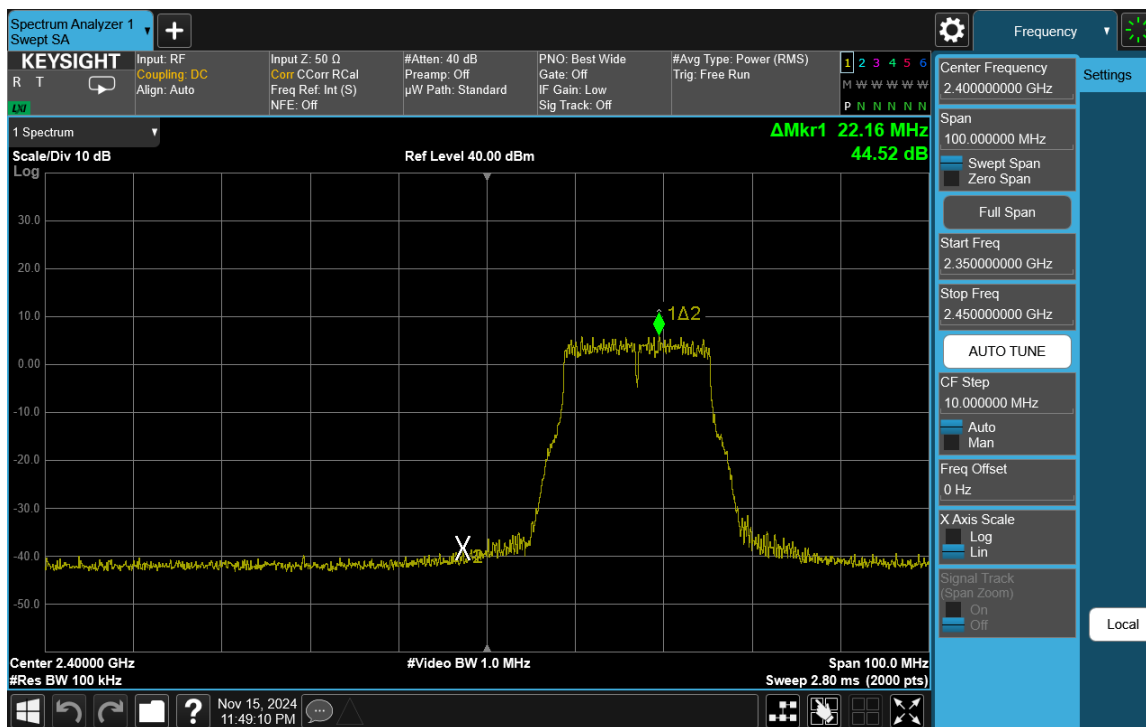 Spectrum Analyzer 1
Swept SA
+
Frequency
KEYSIGHT
R T
LXI
Input: RF
Coupling: DC
Align: Auto
Input Z: 50 Ω
Corr CCorr RCal
Freq Ref: Int (S)
NFE: Off
#Atten: 40 dB
Preamp: Off
µW Path: Standard
PNO: Best Wide
Gate: Off
IF Gain: Low
Sig Track: Off
#Avg Type: Power (RMS)
Trig: Free Run
1 2 3 4 5 6
M W W W W W
P N N N N N
1 Spectrum
Scale/Div 10 dB
Log
Ref Level 40.00 dBm
ΔMkr1 22.16 MHz
44.52 dB
30.0
20.0
10.0
0.00
-10.0
-20.0
-30.0
-40.0
-50.0
1Δ2
X2
Center 2.40000 GHz
#Res BW 100 kHz
#Video BW 1.0 MHz
Span 100.0 MHz
Sweep 2.80 ms (2000 pts)
Nov 15, 2024
11:49:10 PM
?
Center Frequency
2.400000000 GHz
Span
100.000000 MHz
Swept Span
Zero Span
Full Span
Start Freq
2.350000000 GHz
Stop Freq
2.450000000 GHz
AUTO TUNE
CF Step
10.000000 MHz
Auto
Man
Freq Offset
0 Hz
X Axis Scale
Log
Lin
Signal Track
(Span Zoom)
On
Off
Settings
Local